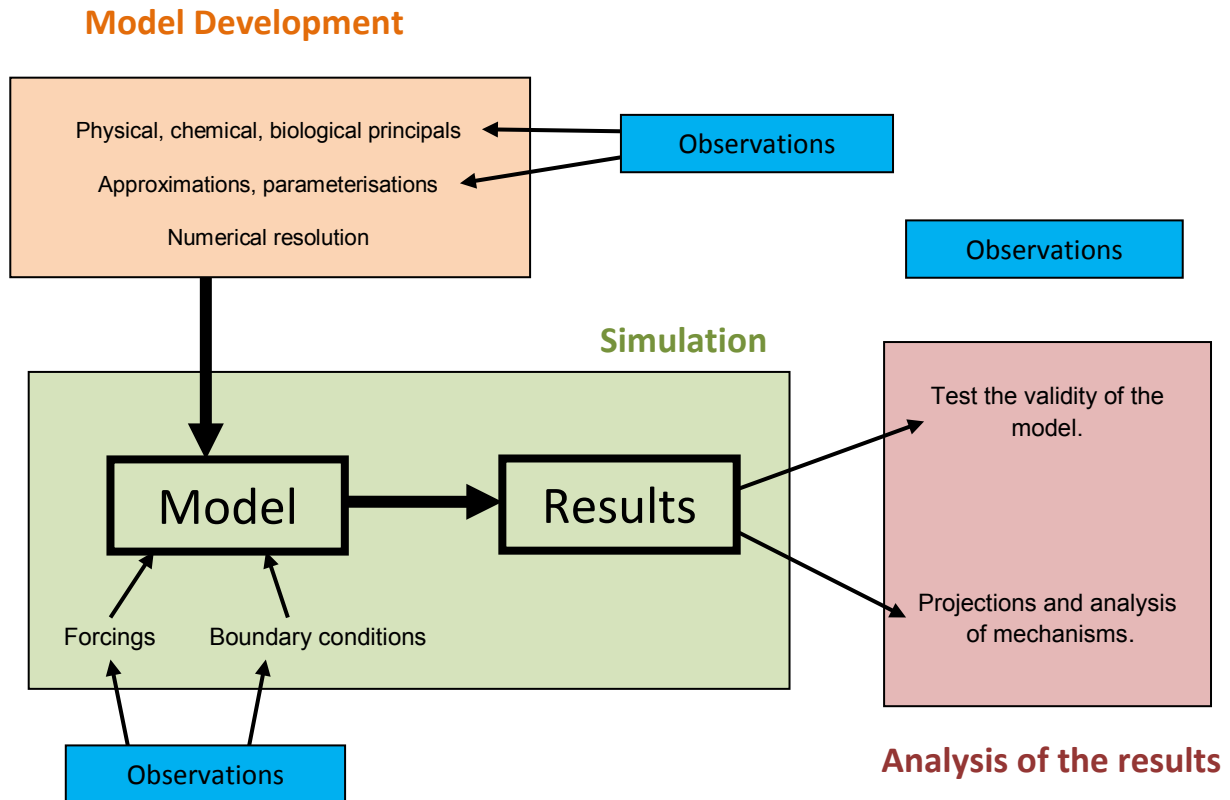 Model Development
Physical, chemical, biological principals
Approximations, parameterisations
Numerical resolution
Observations
Observations
Simulation
Model
Results
Forcings
Boundary conditions
Observations
Test the validity of the
model.
Projections and analysis
of mechanisms.
Analysis of the results